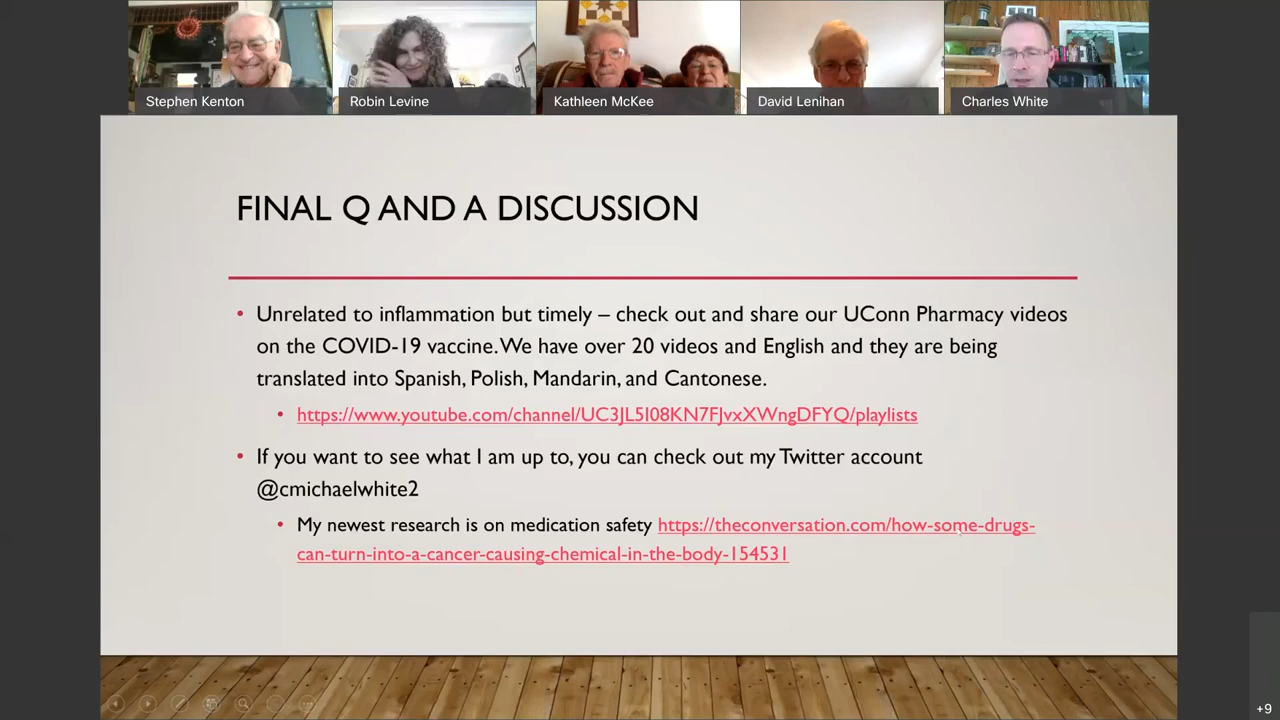 Stephen Kenton
Robin Levine
Kathleen McKee
David Lenihan
Charles White
FINAL Q AND A DISCUSSION
• Unrelated to inflammation but timely – check out and share our UConn Pharmacy videos
on the COVID-19 vaccine. We have over 20 videos and English and they are being
translated into Spanish, Polish, Mandarin, and Cantonese.
• https://www.youtube.com/channel/UC3JL5I08KN7FJvxXWngDFYQ/playlists
• If you want to see what I am up to, you can check out my Twitter account
@cmichaelwhite2
• My newest research is on medication safety https://theconversation.com/how-some-drugs-
can-turn-into-a-cancer-causing-chemical-in-the-body-154531
+9